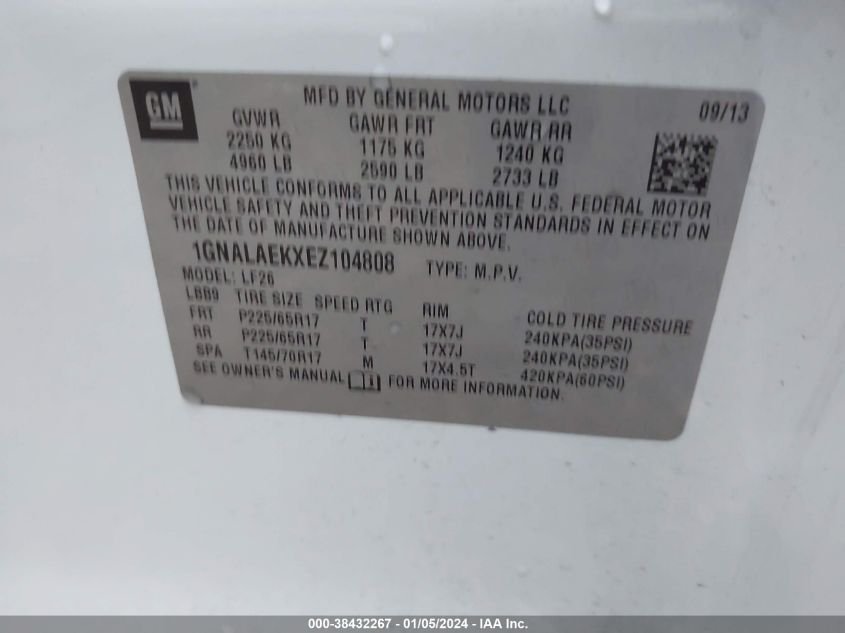 GM
MFD BY GENERAL MOTORS LLC 09/13
GVWR GAWR FRT GAWR RR
2250 KG 1175 KG 1240 KG
4960 LB 2590 LB 2733 LB
THIS VEHICLE CONFORMS TO ALL APPLICABLE U.S. FEDERAL MOTOR
VEHICLE SAFETY AND THEFT PREVENTION STANDARDS IN EFFECT ON
THE DATE OF MANUFACTURE SHOWN ABOVE.
1GNALAEKXEZ104808 TYPE: M.P.V.
MODEL: LF26
LBB9 TIRE SIZE SPEED RTG RIM COLD TIRE PRESSURE
FRT P225/65R17 T 17X7J 240KPA(35PSI)
RR P225/65R17 T 17X7J 240KPA(35PSI)
SPA T145/70R17 M 17X4.5T 420KPA(60PSI)
SEE OWNER'S MANUAL FOR MORE INFORMATION.
000-38432267 - 01/05/2024 - IAA Inc.